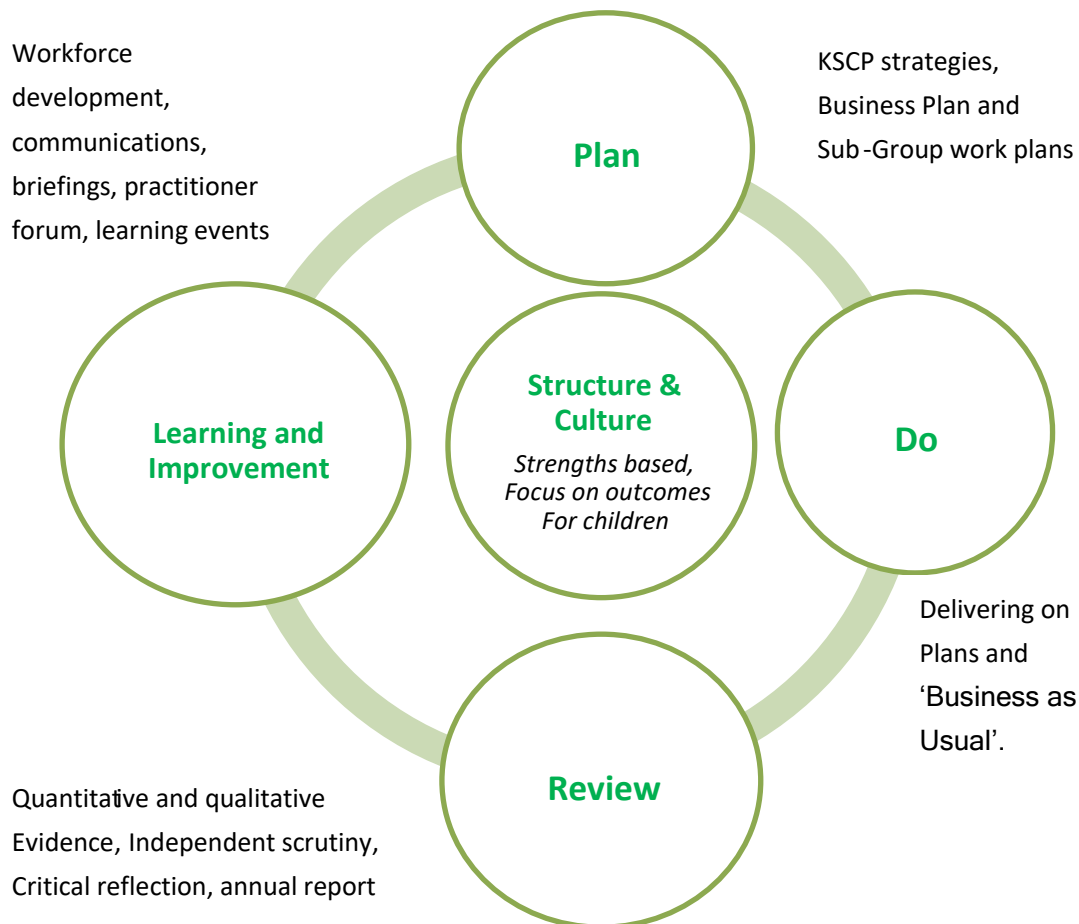 Workforce
development,
communications,
briefings, practitioner
forum, learning events
Plan
KSCP strategies,
Business Plan and
Sub-Group work plans
Learning and
Improvement
Structure &
Culture
Strengths based,
Focus on outcomes
For children
Do
Delivering on
Plans and
‘Business as
Usual’.
Review
Quantitative and qualitative
Evidence, Independent scrutiny,
Critical reflection, annual report